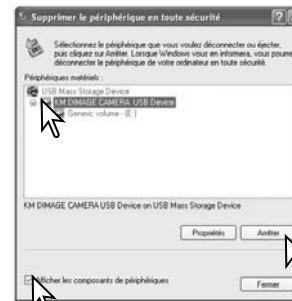 Supprimer le périphérique en toute sécurité
Sélectionnez le périphérique que vous voulez déconnecter ou éjecter,
puis cliquez sur Arrêter. Lorsque Windows vous en informera, vous pourrez
déconnecter le périphérique de votre ordinateur en toute sécurité.
Périphériques matériels :
USB Mass Storage Device
KM DIMAGE CAMERA USB Device
Generic volume - (E:)
KM DIMAGE CAMERA USB Device on USB Mass Storage Device
Propriétés
Arrêter
Afficher les composants de périphériques
Fermer